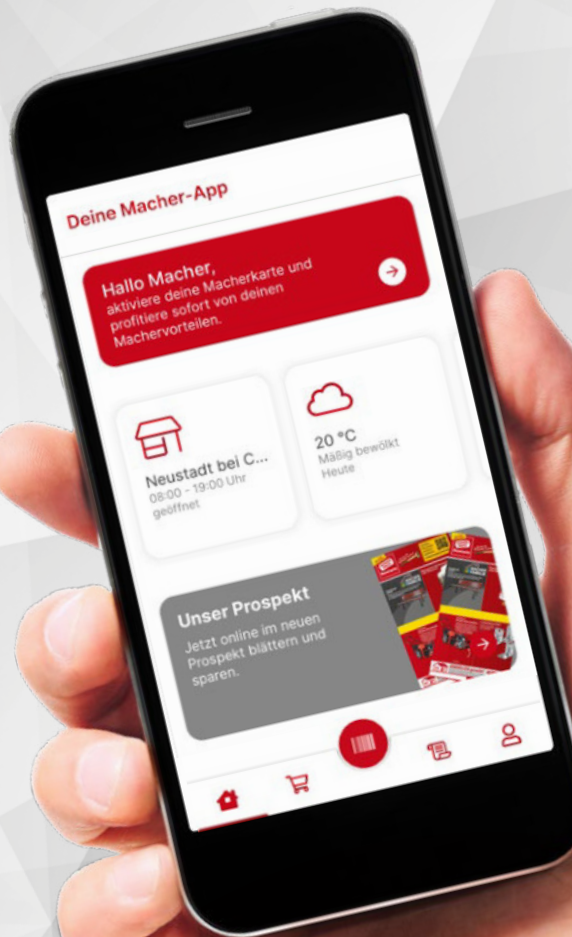 Deine Macher-App
Hallo Macher,
aktiviere deine Macherkarte und
profitiere sofort von deinen
Machervorteilen.
Neustadt bei C...
08:00 - 19:00 Uhr
geöffnet
20 °C
Mäßig bewölkt
Heute
Unser Prospekt
Jetzt online im neuen
Prospekt blättern und
sparen.